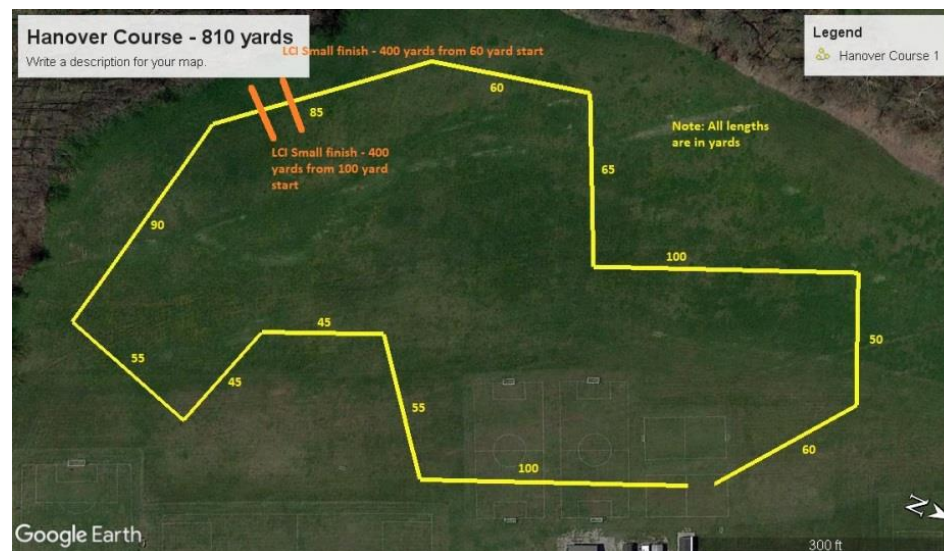 Hanover Course - 810 yards
Write a description for your map.
LCI Small finish - 400 yards from 60 yard start
Legend
Hanover Course 1
60
85
Note: All lengths
are in yards
LCI Small finish - 400
yards from 100 yard
start
65
90
100
45
50
55
45
55
60
100
N
Google Earth
300 ft